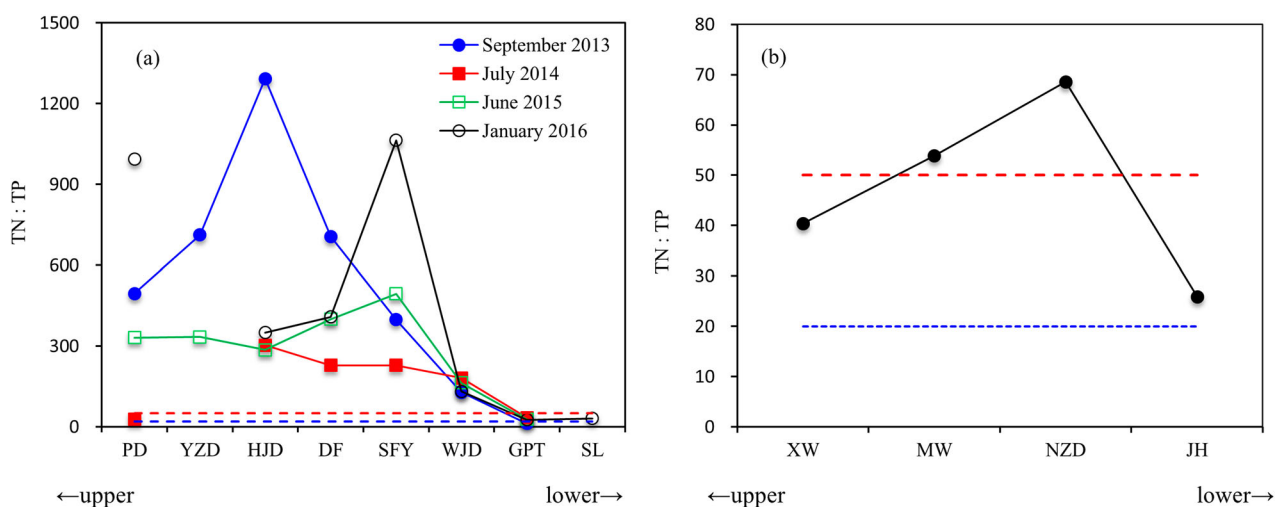 1500
1200
900
600
300
0
TN : TP
(a)
September 2013
July 2014
June 2015
January 2016
PD YZD HJD DF SFY WJD GPT SL
←upper lower→
80
70
60
50
40
30
20
10
0
TN : TP
(b)
XW MW NZD JH
←upper lower→